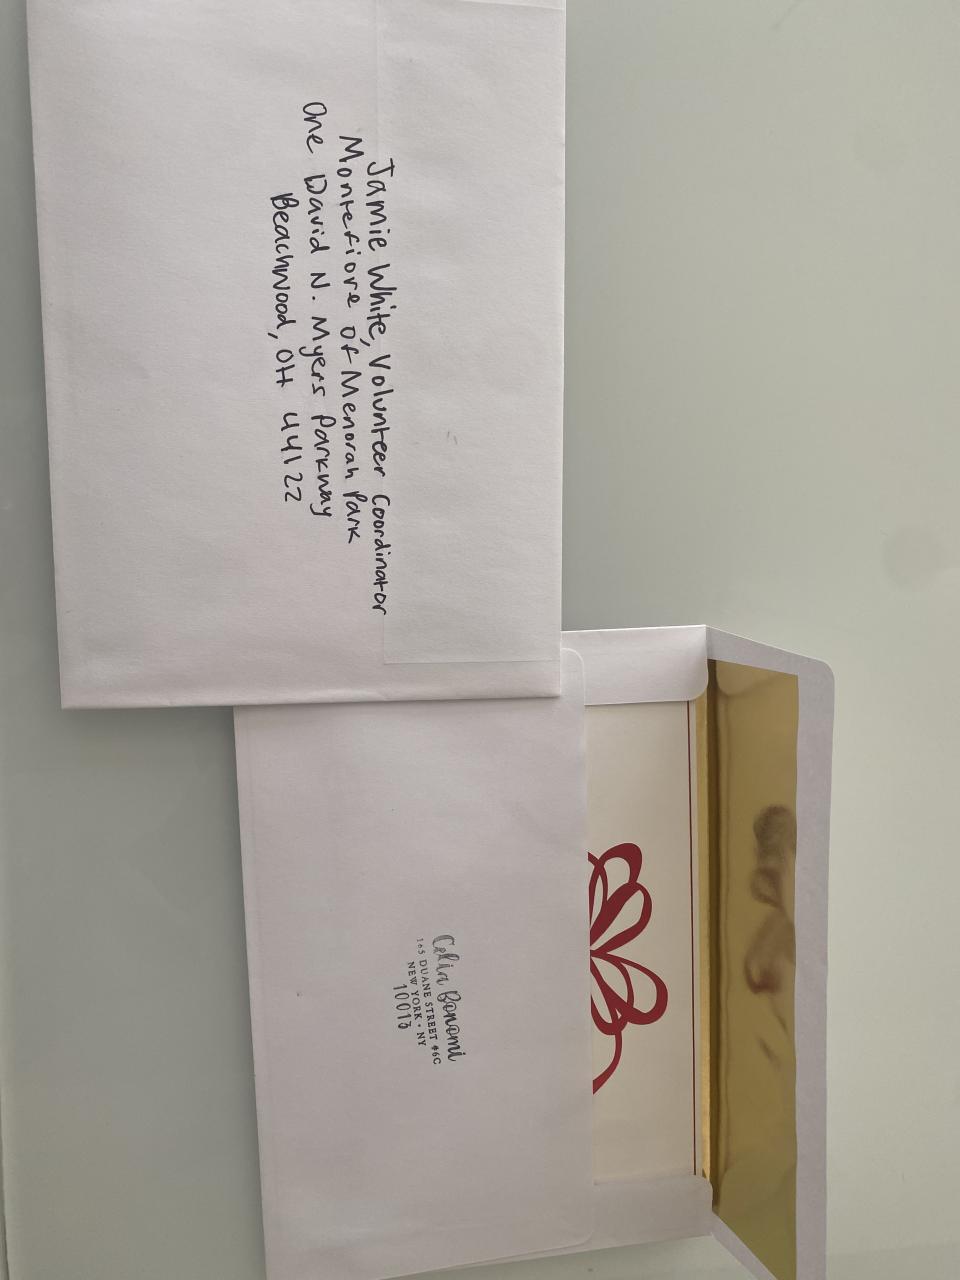 Jamie White, Volunteer Coordinator
Montefiore of Menorah Park
One David N. Myers Parkway
Beachwood, OH 44122
Celia Bonomi
165 DUANE STREET #6C
NEW YORK • NY
10013